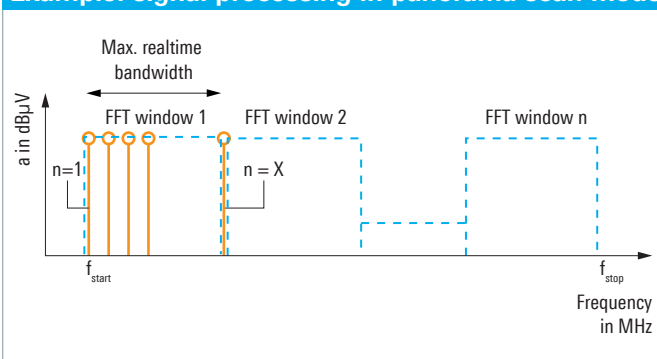 Example: signal processing in panorama scan mode
Max. realtime
bandwidth
a in dBµV
FFT window 1
FFT window 2
FFT window n
n=1
n = X
fstart
fstop
Frequency
in MHz